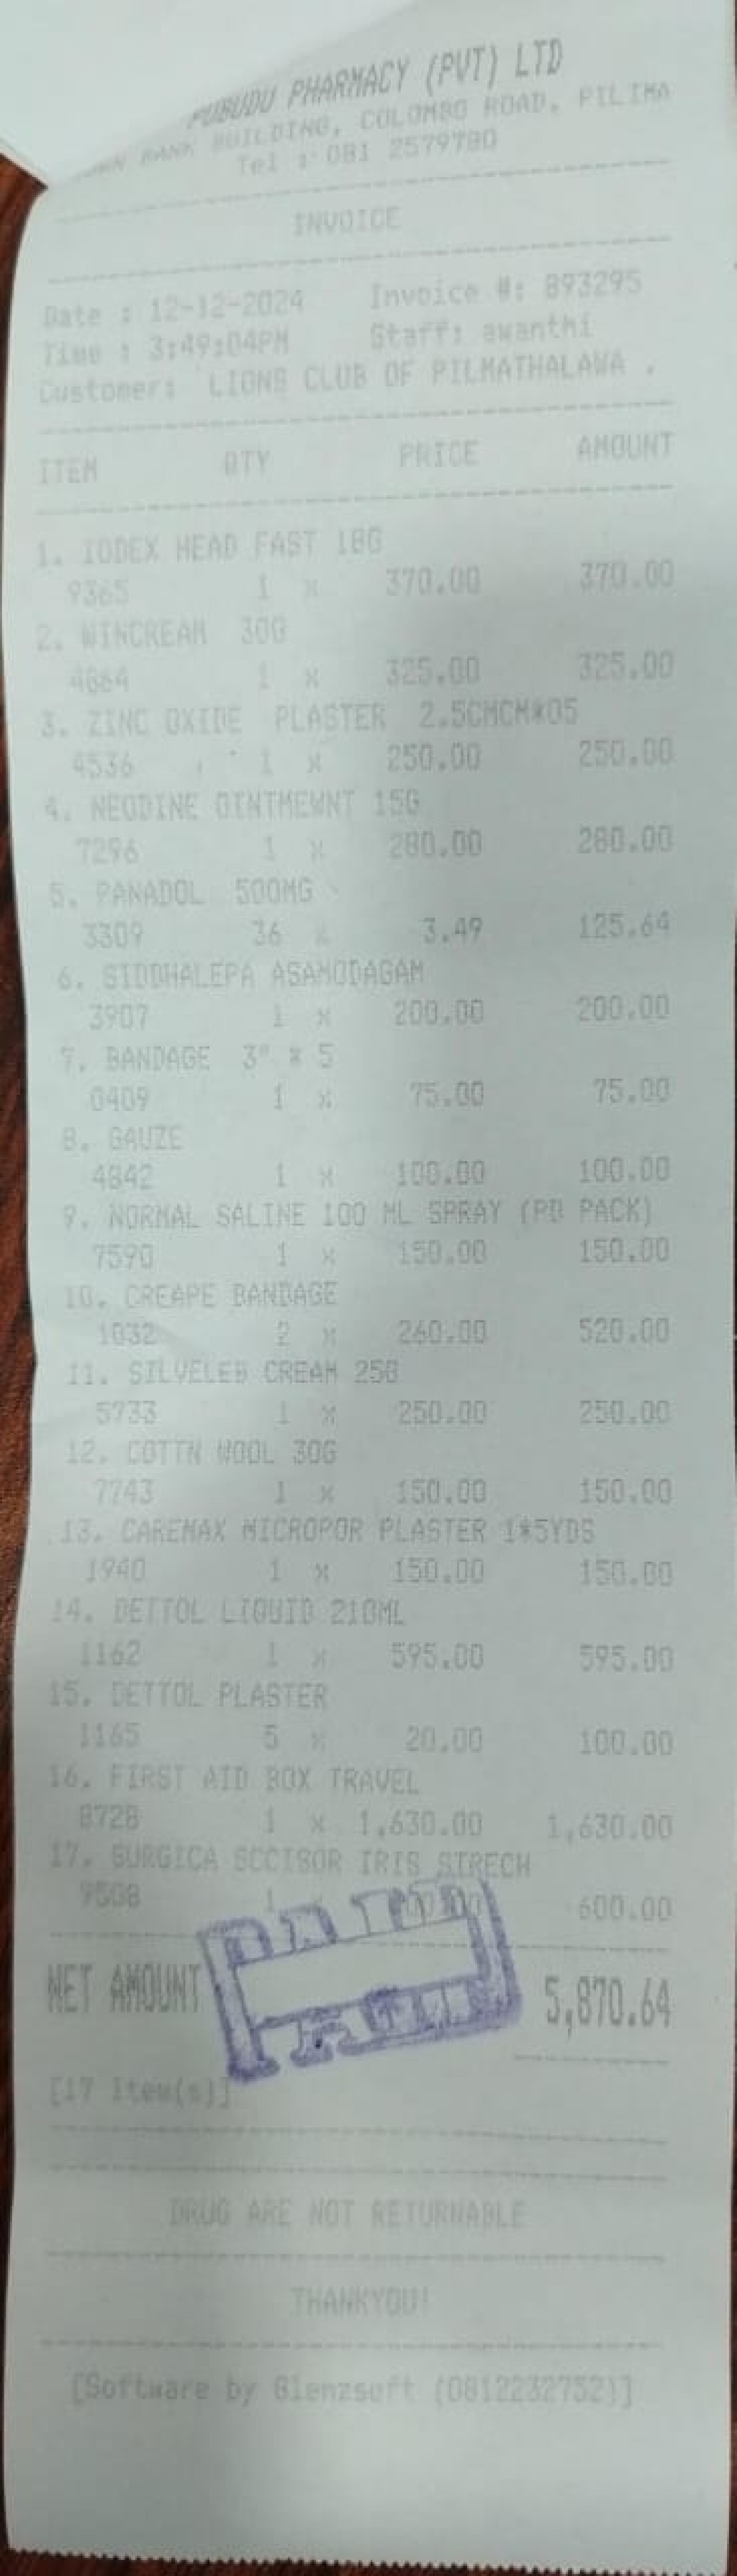 PUBUDU PHARMACY (PVT) LTD
BANK BUILDING, COLOMBO ROAD, PILIMA
Tel : 081 2579780
INVOICE
Date : 12-12-2024 Invoice #: 893295
Time : 3:49:04PM Staff: awanthi
Customer: LIONS CLUB OF PILMATHALAWA .
ITEM QTY PRICE AMOUNT
1. IODEX HEAD FAST 18G
9365 1 x 370.00 370.00
2. WINCREAM 30G
4864 1 x 325.00 325.00
3. ZINC OXIDE PLASTER 2.5CMCM*05
4536 1 x 250.00 250.00
4. NEODINE OINTMEWNT 15G
7296 1 x 280.00 280.00
5. PANADOL 500MG
3309 36 x 3.49 125.64
6. SIDDHALEPA ASAMODAGAM
3907 1 x 200.00 200.00
7. BANDAGE 3" * 5
0409 1 x 75.00 75.00
8. GAUZE
4842 1 x 100.00 100.00
9. NORMAL SALINE 100 ML SPRAY (PD PACK)
7590 1 x 150.00 150.00
10. CREAPE BANDAGE
1032 2 x 260.00 520.00
11. SILVELEB CREAM 25G
5733 1 x 250.00 250.00
12. COTTN WOOL 30G
7743 1 x 150.00 150.00
13. CAREMAX MICROPOR PLASTER 1*5YDS
1940 1 x 150.00 150.00
14. DETTOL LIQUID 210ML
1162 1 x 595.00 595.00
15. DETTOL PLASTER
1165 5 x 20.00 100.00
16. FIRST AID BOX TRAVEL
8728 1 x 1,630.00 1,630.00
17. SURGICA SCCISOR IRIS STRECH
9508 1 600.00
NET AMOUNT 5,870.64
[17 Item(s)]
DRUG ARE NOT RETURNABLE
THANKYOU!
[Software by Glenzsoft (0812232752)]